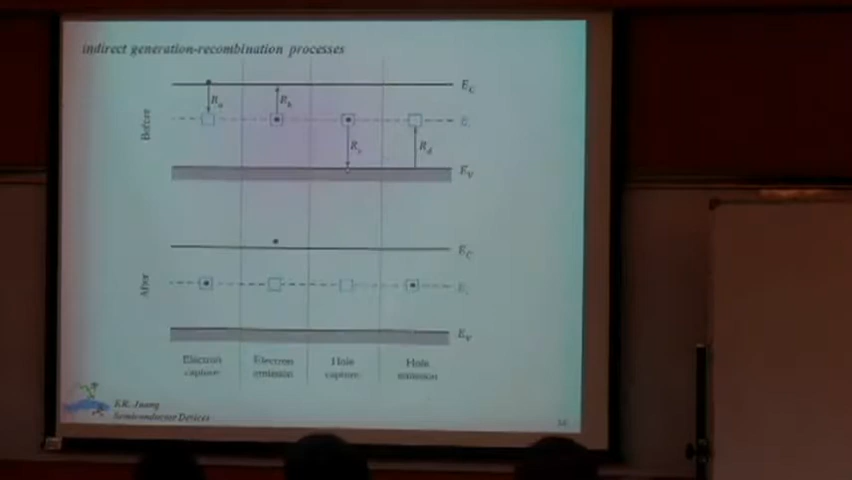 indirect generation-recombination processes
E_C
R_a
R_b
Before
R_c
R_d
E_V
E_C
After
E_V
Electron capture
Electron emission
Hole capture
Hole emission
Semiconductor Devices